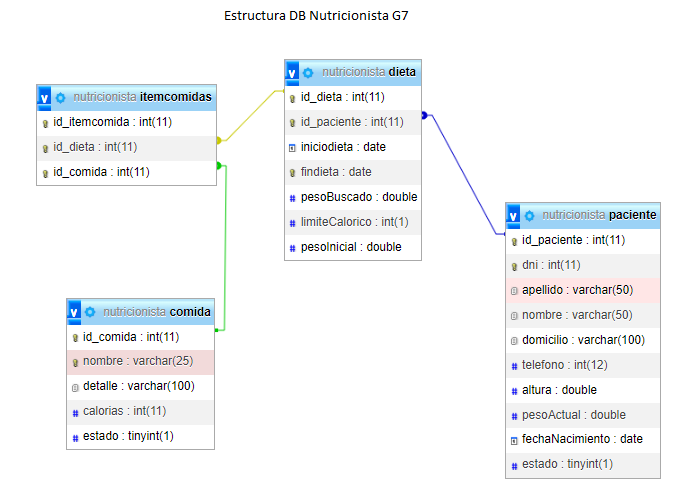 Estructura DB Nutricionista G7
nutricionista dieta
id_dieta : int(11)
id_paciente : int(11)
iniciodieta : date
findieta : date
pesoBuscado : double
limiteCalorico : int(1)
pesoInicial : double
nutricionista itemcomidas
id_itemcomida : int(11)
id_dieta : int(11)
id_comida : int(11)
nutricionista paciente
id_paciente : int(11)
dni : int(11)
apellido : varchar(50)
nombre : varchar(50)
domicilio : varchar(100)
telefono : int(12)
altura : double
pesoActual : double
fechaNacimiento : date
estado : tinyint(1)
nutricionista comida
id_comida : int(11)
nombre : varchar(25)
detalle : varchar(100)
calorias : int(11)
estado : tinyint(1)